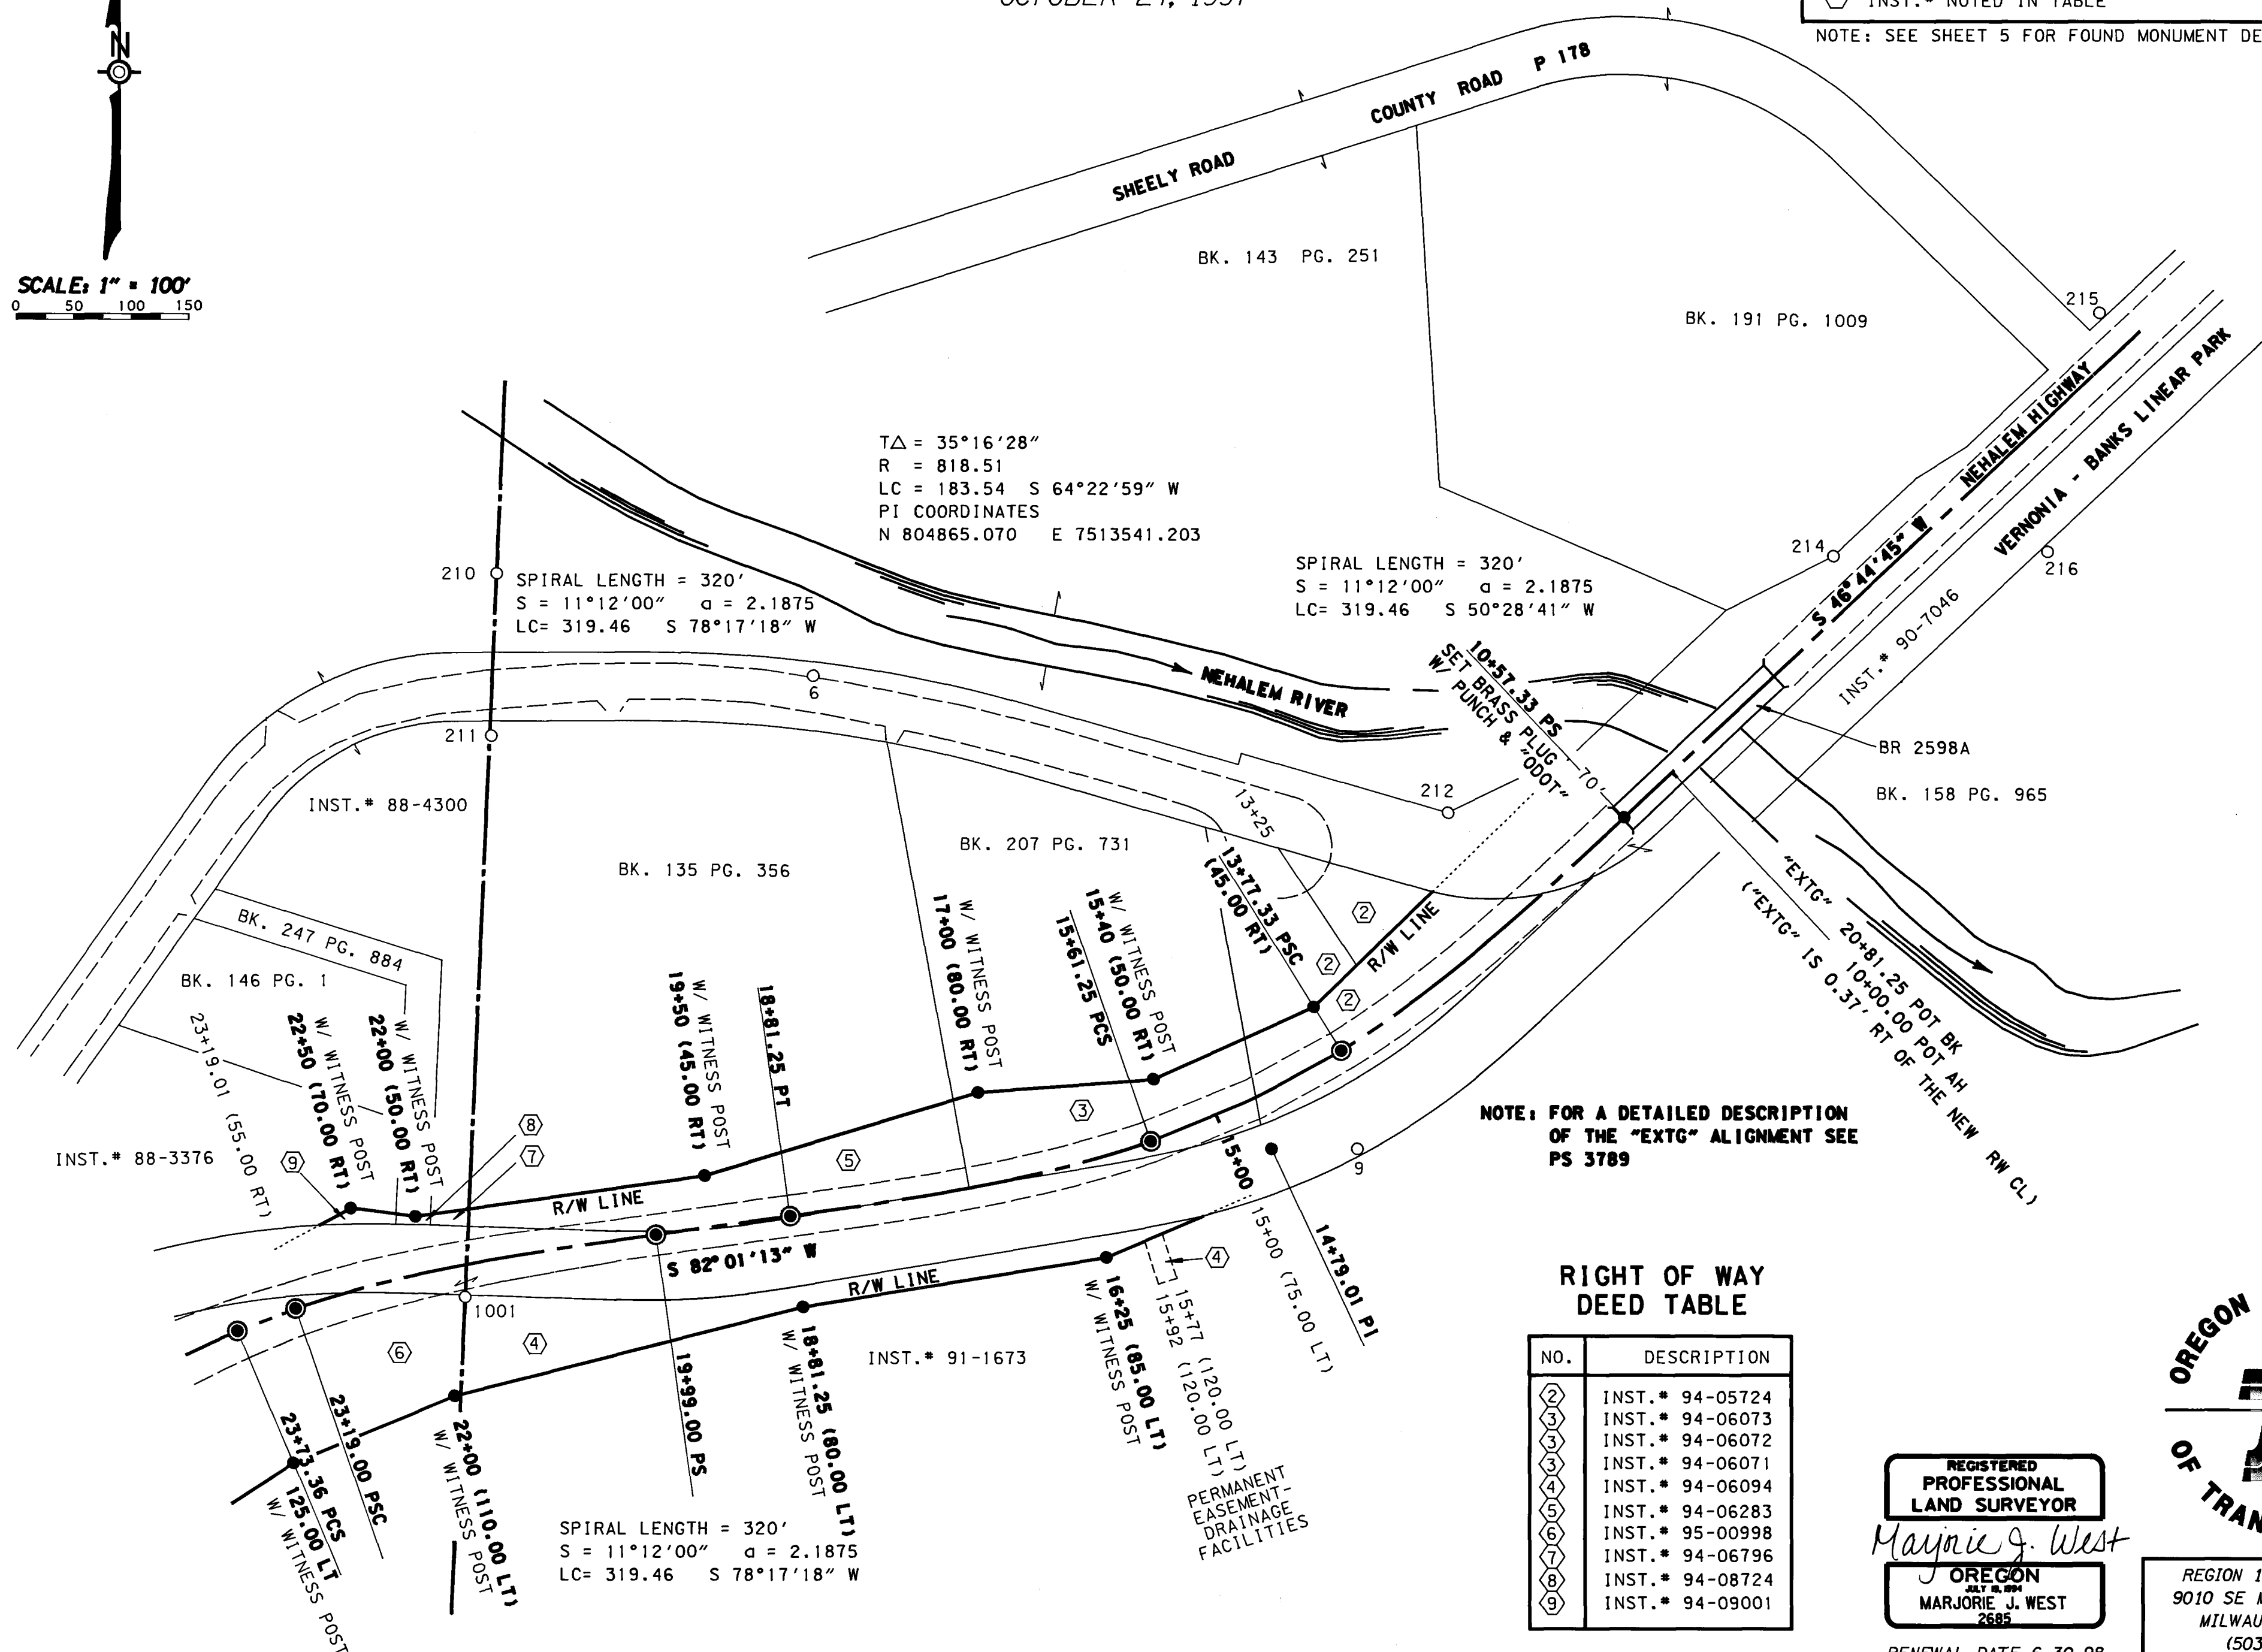 N
SCALE: 1" = 100'
0 50 100 150
INST.# NOTED IN TABLE
NOTE: SEE SHEET 5 FOR FOUND MONUMENT DE
SHEELY ROAD
COUNTY ROAD P 178
BK. 143 PG. 251
BK. 191 PG. 1009
215
NEHALEM HIGHWAY
VERNONIA - BANKS LINEAR PARK
S 46°44'45" W
214
216
INST.# 90-7046
T△ = 35°16'28"
R = 818.51
LC = 183.54 S 64°22'59" W
PI COORDINATES
N 804865.070 E 7513541.203
210
SPIRAL LENGTH = 320'
S = 11°12'00" a = 2.1875
LC= 319.46 S 78°17'18" W
SPIRAL LENGTH = 320'
S = 11°12'00" a = 2.1875
LC= 319.46 S 50°28'41" W
6
NEHALEM RIVER
10+57.33 PS
SET BRASS PLUG
W/ PUNCH & "ODOT"
70'
BR 2598A
BK. 158 PG. 965
211
212
INST.# 88-4300
BK. 135 PG. 356
BK. 207 PG. 731
13+25
13+77.33 PSC
(45.00 RT)
2
2
2
R/W LINE
"EXTG" 20+81.25 POT BK
10+00.00 POT AH
("EXTG" IS 0.37' RT OF THE NEW RW CL)
BK. 247 PG. 884
BK. 146 PG. 1
23+19.01 (55.00 RT)
W/ WITNESS POST
22+50 (70.00 RT)
W/ WITNESS POST
22+00 (50.00 RT)
W/ WITNESS POST
19+50 (45.00 RT)
18+81.25 PT
W/ WITNESS POST
17+00 (80.00 RT)
W/ WITNESS POST
15+40 (50.00 RT)
15+61.25 PCS
INST.# 88-3376
9
8
7
5
3
R/W LINE
S 82°01'13" W
R/W LINE
15+00
15+00 (75.00 LT)
14+79.01 PI
9
NOTE: FOR A DETAILED DESCRIPTION
OF THE "EXTG" ALIGNMENT SEE
PS 3789
1001
6
4
4
INST.# 91-1673
23+73.36 PCS
125.00 LT
W/ WITNESS POST
23+19.00 PSC
22+00 (110.00 LT)
W/ WITNESS POST
19+99.00 PS
18+81.25 (80.00 LT)
W/ WITNESS POST
16+25 (85.00 LT)
W/ WITNESS POST
15+77 (120.00 LT)
15+92 (120.00 LT)
PERMANENT
EASEMENT-
DRAINAGE
FACILITIES
SPIRAL LENGTH = 320'
S = 11°12'00" a = 2.1875
LC= 319.46 S 78°17'18" W
RIGHT OF WAY
DEED TABLE
NO. DESCRIPTION
2 INST.# 94-05724
3 INST.# 94-06073
3 INST.# 94-06072
3 INST.# 94-06071
4 INST.# 94-06094
5 INST.# 94-06283
6 INST.# 95-00998
7 INST.# 94-06796
8 INST.# 94-08724
9 INST.# 94-09001
REGISTERED
PROFESSIONAL
LAND SURVEYOR
Marjorie J. West
OREGON
MARJORIE J. WEST
2685
OREGON
OF TRAN
REGION 1
9010 SE M
MILWAU
(503